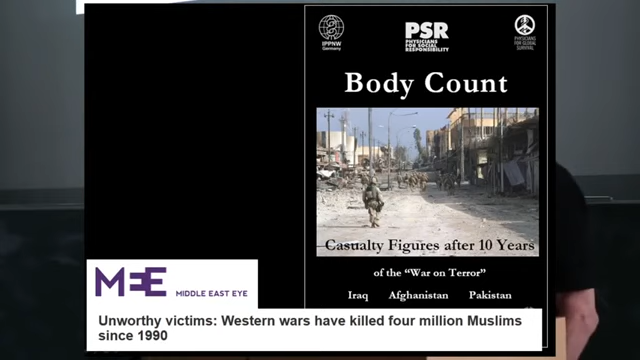 IPPNW
Germany
PSR
PHYSICIANS
FOR SOCIAL
RESPONSIBILITY
PHYSICIANS
FOR GLOBAL
SURVIVAL
Body Count
Casualty Figures after 10 Years
of the “War on Terror”
Iraq Afghanistan Pakistan
MEE MIDDLE EAST EYE
Unworthy victims: Western wars have killed four million Muslims
since 1990